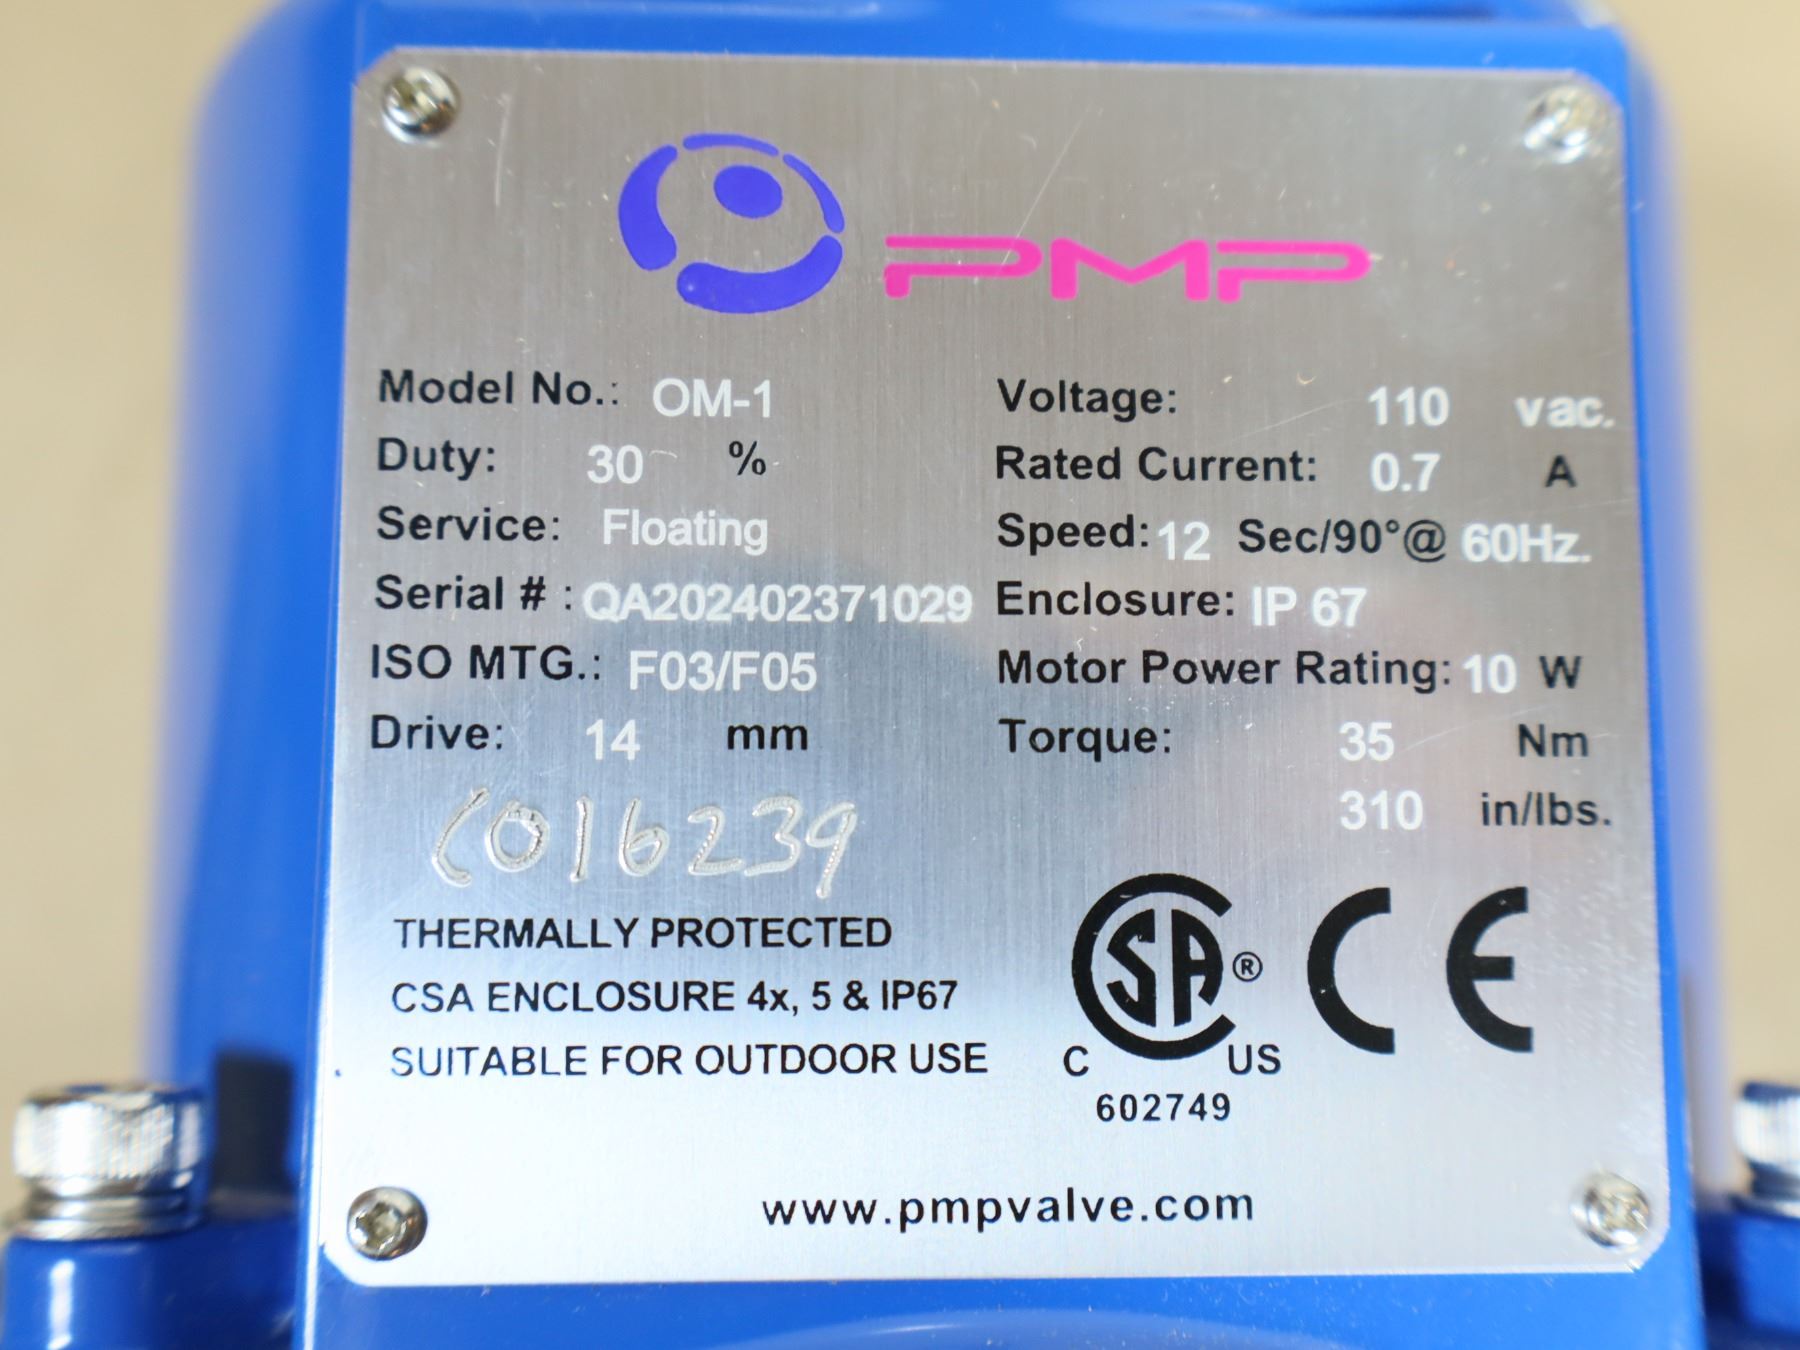 PMP
Model No.: OM-1
Duty: 30 %
Service: Floating
Serial # : QA202402371029
ISO MTG.: F03/F05
Drive: 14 mm
C016239
THERMALLY PROTECTED
CSA ENCLOSURE 4x, 5 & IP67
SUITABLE FOR OUTDOOR USE
Voltage: 110 vac.
Rated Current: 0.7 A
Speed: 12 Sec/90°@ 60Hz.
Enclosure: IP 67
Motor Power Rating: 10 W
Torque: 35 Nm
310 in/lbs.
CSA® CE
C US
602749
www.pmpvalve.com